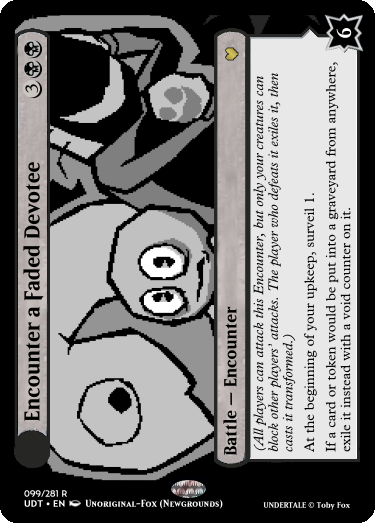 Encounter a Faded Devotee
3
Battle — Encounter
(All players can attack this Encounter, but only your creatures can
block other players' attacks. The player who defeats it exiles it, then
casts it transformed.)
At the beginning of your upkeep, surveil 1.
If a card or token would be put into a graveyard from anywhere,
exile it instead with a void counter on it.
6
099/281 R
UDT • EN Unoriginal-Fox (Newgrounds)
UNDERTALE © Toby Fox